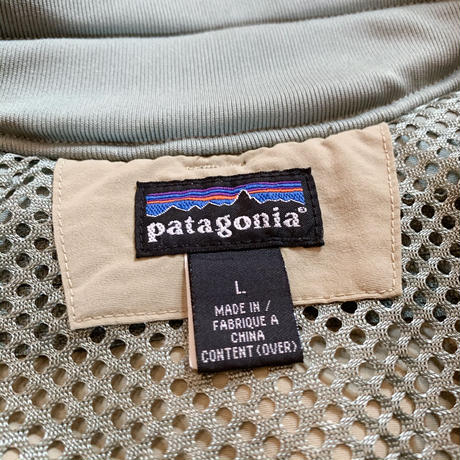 patagonia®
L
MADE IN /
FABRIQUE A
CHINA
CONTENT (OVER)